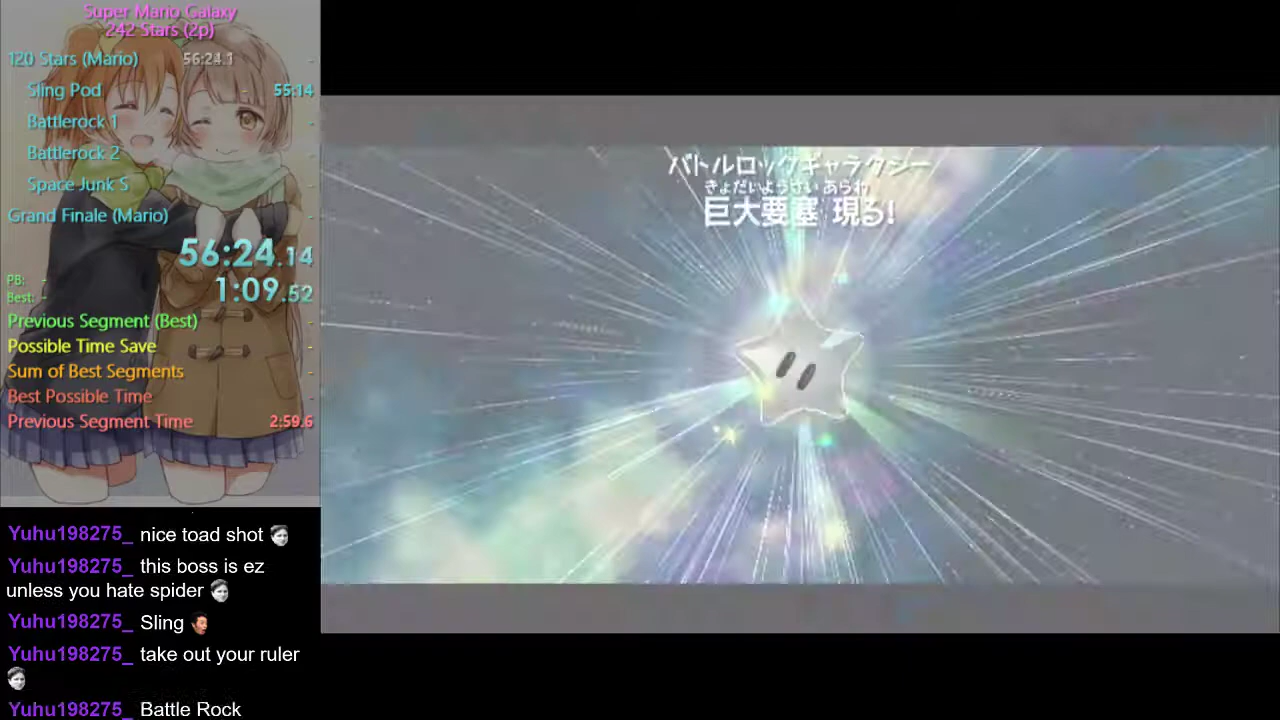 Super Mario Galaxy
242 Stars (2p)
120 Stars (Mario) 56:24.1 -
Sling Pod - 55:14
Battlerock 1 -
Battlerock 2 -
Space Junk S -
Grand Finale (Mario) -
56:24.14
PB: -
1:09.52
Best: -
Previous Segment (Best) -
Possible Time Save -
Sum of Best Segments -
Best Possible Time -
Previous Segment Time 2:59.6
Yuhu198275_ nice toad shot
Yuhu198275_ this boss is ez
unless you hate spider
Yuhu198275_ Sling
Yuhu198275_ take out your ruler
Yuhu198275_ Battle Rock
バトルロックギャラクシー
きょだいようさい あらわ
巨大要塞 現る!